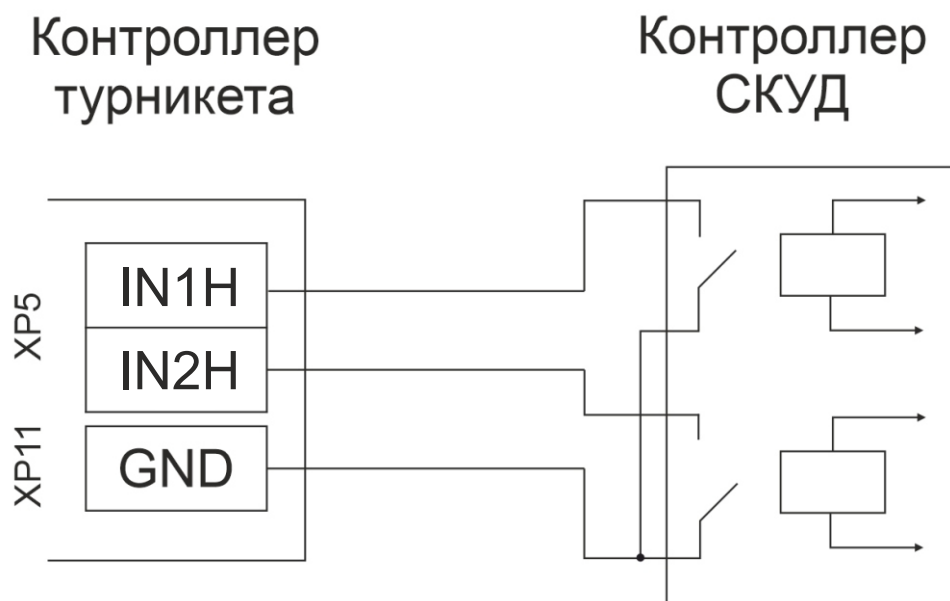 Контроллер
турникета
Контроллер
СКУД
XP5
IN1H
IN2H
XP11
GND